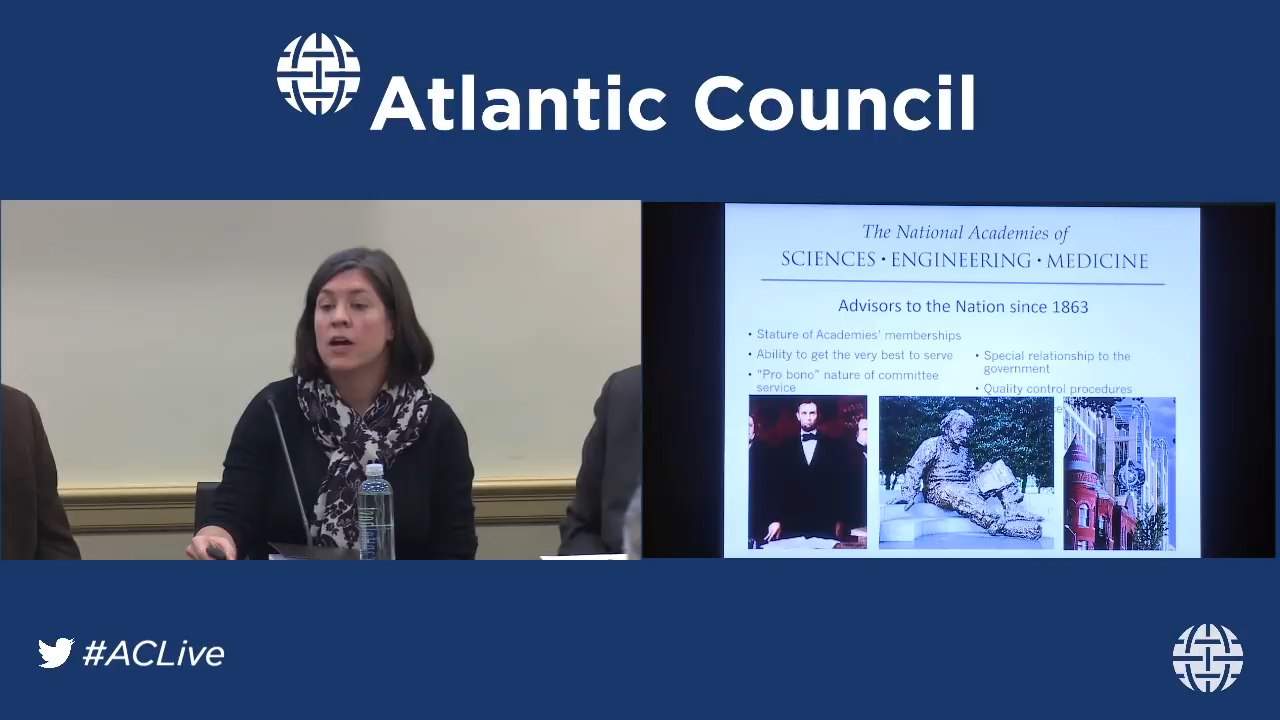 Atlantic Council
The National Academies of
SCIENCES • ENGINEERING • MEDICINE
Advisors to the Nation since 1863
• Stature of Academies' memberships
• Ability to get the very best to serve
• "Pro bono" nature of committee
service
• Special relationship to the
government
• Quality control procedures
#ACLive